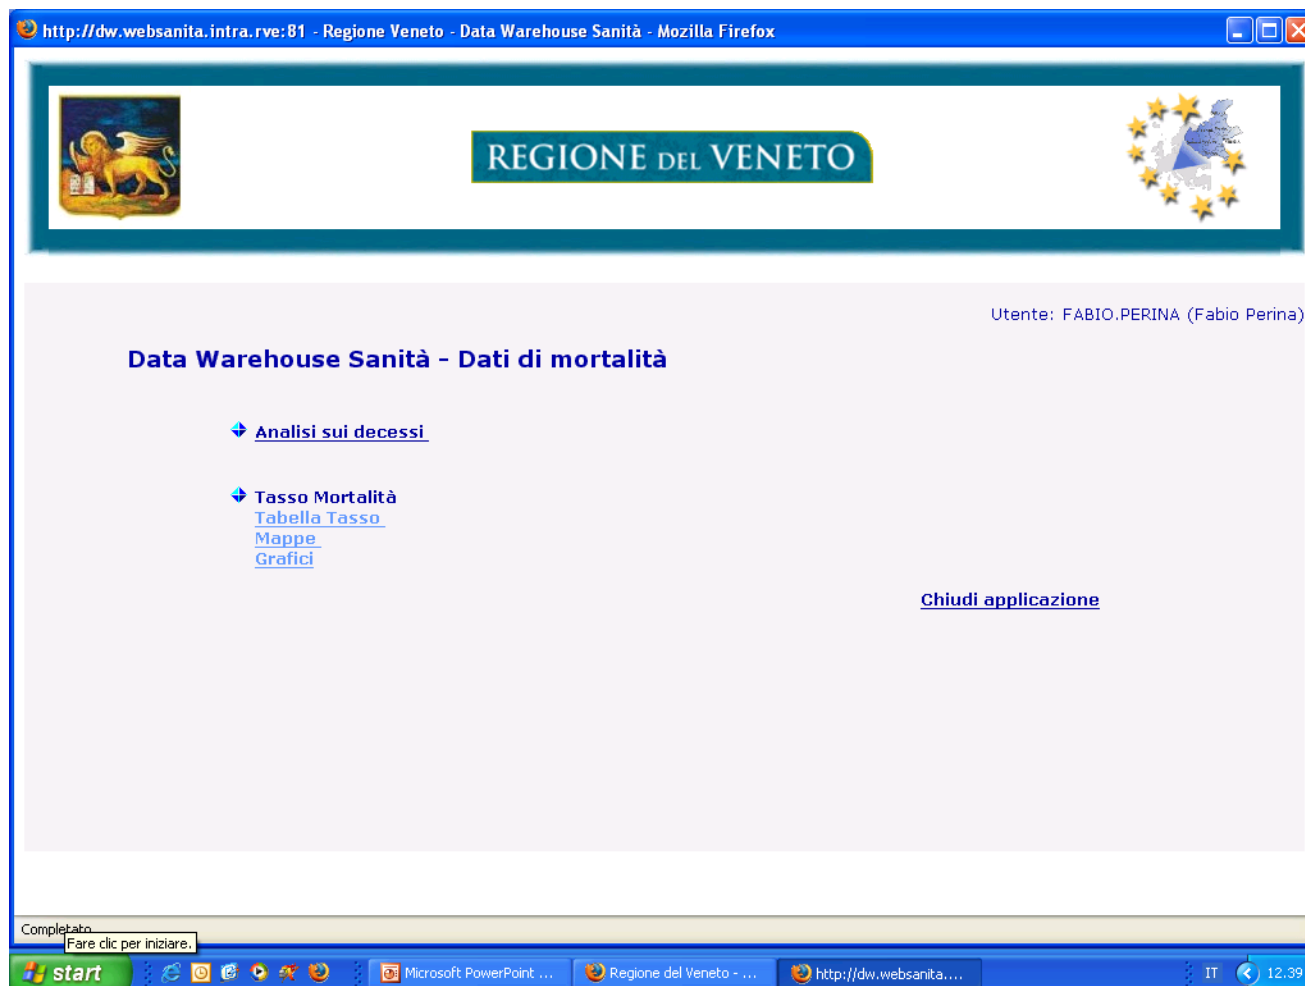 http://dw.websanita.intra.rve:81 - Regione Veneto - Data Warehouse Sanità - Mozilla Firefox
REGIONE DEL VENETO
Utente: FABIO.PERINA (Fabio Perina)
Data Warehouse Sanità - Dati di mortalità
Analisi sui decessi
Tasso Mortalità
Tabella Tasso
Mappe
Grafici
Chiudi applicazione
Completato
Fare clic per iniziare.
start
Microsoft PowerPoint ...
Regione del Veneto - ...
http://dw.websanita....
IT
12.39